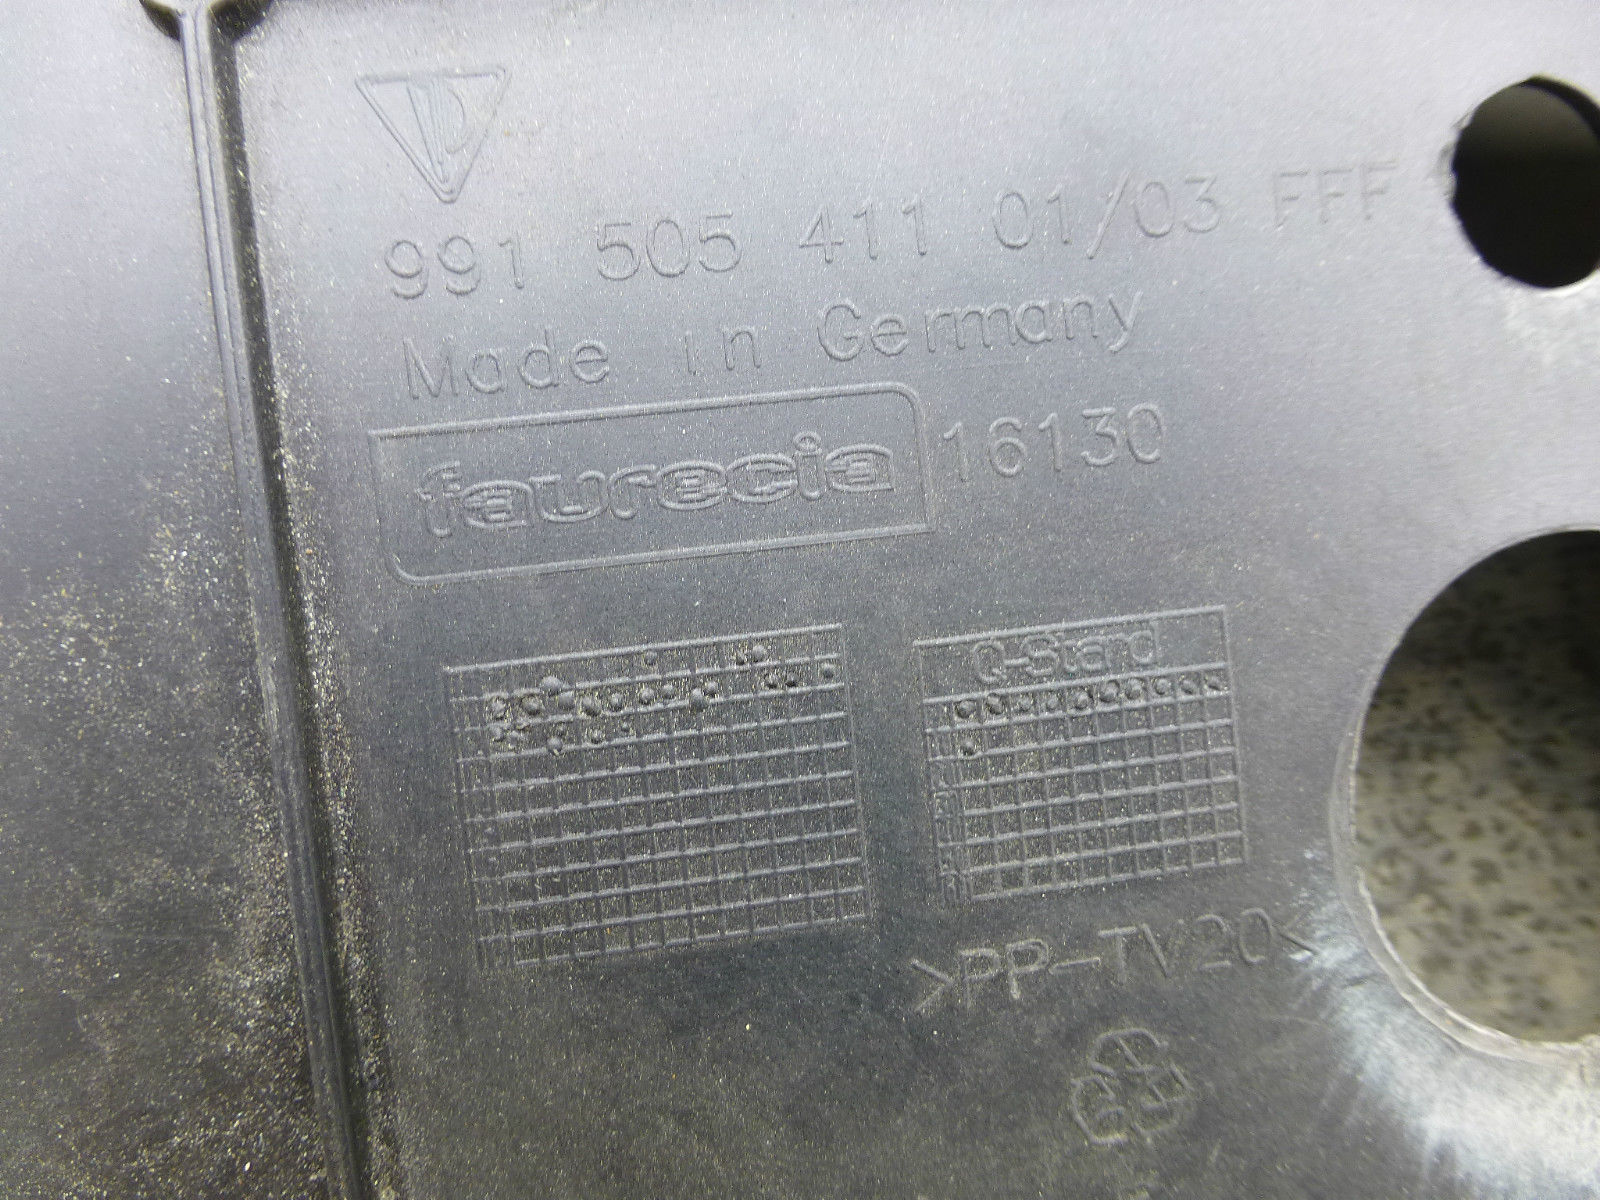 991 505 411 01/03 FFF
Made in Germany
faurecia 16130
Q-Stand
>PP-TV20<